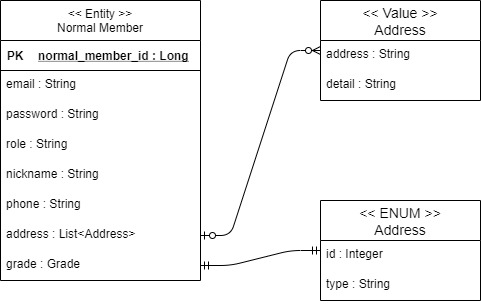 << Entity >>
Normal Member
PK normal_member_id : Long
email : String
password : String
role : String
nickname : String
phone : String
address : List<Address>
grade : Grade
<< Value >>
Address
address : String
detail : String
<< ENUM >>
Address
id : Integer
type : String